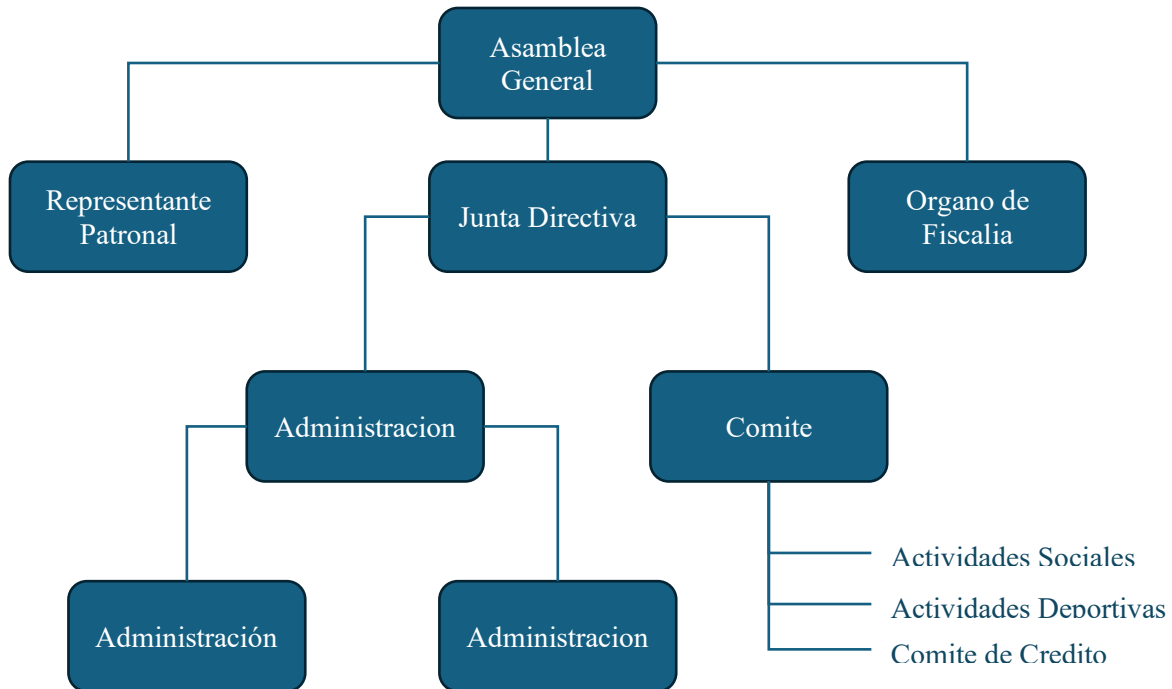 Asamblea
General
Representante
Patronal
Junta Directiva
Organo de
Fiscalia
Administracion
Comite
Actividades Sociales
Actividades Deportivas
Comite de Credito
Administración
Administracion